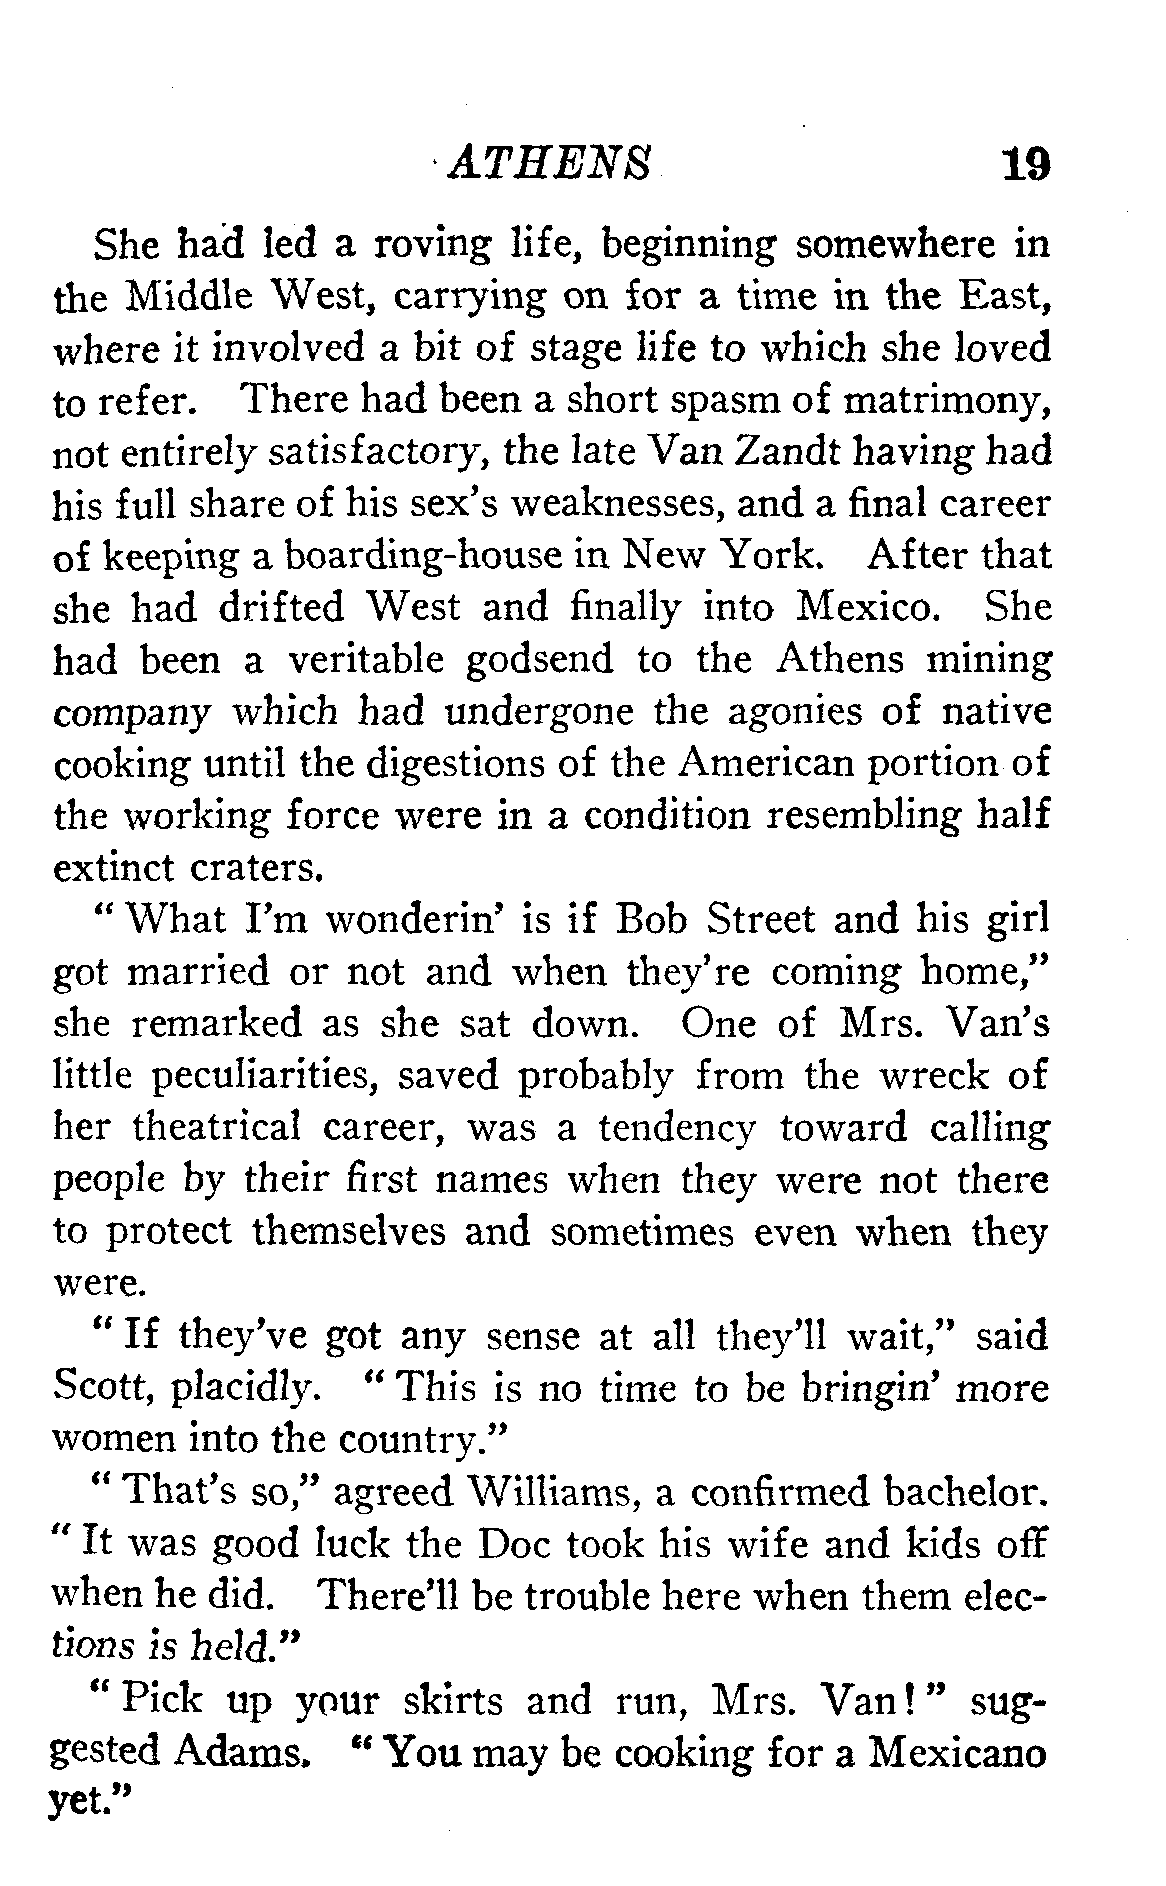 ATHENS 19
She had led a roving life, beginning somewhere in
the Middle West, carrying on for a time in the East,
where it involved a bit of stage life to which she loved
to refer. There had been a short spasm of matrimony,
not entirely satisfactory, the late Van Zandt having had
his full share of his sex's weaknesses, and a final career
of keeping a boarding-house in New York. After that
she had drifted West and finally into Mexico. She
had been a veritable godsend to the Athens mining
company which had undergone the agonies of native
cooking until the digestions of the American portion of
the working force were in a condition resembling half
extinct craters.
" What I'm wonderin' is if Bob Street and his girl
got married or not and when they're coming home,"
she remarked as she sat down. One of Mrs. Van's
little peculiarities, saved probably from the wreck of
her theatrical career, was a tendency toward calling
people by their first names when they were not there
to protect themselves and sometimes even when they
were.
" If they've got any sense at all they'll wait," said
Scott, placidly. " This is no time to be bringin' more
women into the country."
" That's so," agreed Williams, a confirmed bachelor.
" It was good luck the Doc took his wife and kids off
when he did. There'll be trouble here when them elec-
tions is held."
" Pick up your skirts and run, Mrs. Van! " sug-
gested Adams. " You may be cooking for a Mexicano
yet."